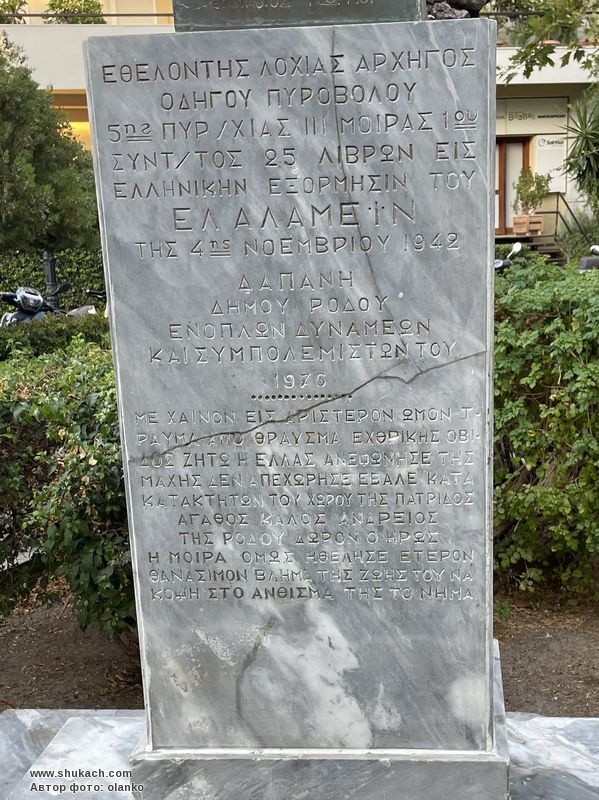 ΕΘΕΛΟΝΤΗΣ ΛΟΧΙΑΣ ΑΡΧΗΓΟΣ
ΟΔΗΓΟΥ ΠΥΡΟΒΟΛΟΥ
5ης ΠΥΡ/ΧΙΑΣ III ΜΟΙΡΑΣ 1ου
ΣΥΝΤ/ΤΟΣ 25 ΛΙΒΡΩΝ ΕΙΣ
ΕΛΛΗΝΙΚΗΝ ΕΞΟΡΜΗΣΙΝ ΤΟΥ
ΕΛ ΑΛΑΜΕΪΝ
ΤΗΣ 4ης ΝΟΕΜΒΡΙΟΥ 1942
ΔΑΠΑΝΗ
ΔΗΜΟΥ ΡΟΔΟΥ
ΕΝΟΠΛΩΝ ΔΥΝΑΜΕΩΝ
ΚΑΙ ΣΥΜΠΟΛΕΜΙΣΤΩΝ ΤΟΥ
1976
ΜΕ ΧΑΙΝΟΝ ΕΙΣ ΑΡΙΣΤΕΡΟΝ ΩΜΟΝ Τ-
ΡΑΥΜΑ ΑΠΟ ΘΡΑΥΣΜΑ ΕΧΘΡΙΚΗΣ ΟΒΙ-
ΔΟΣ ΖΗΤΩ Η ΕΛΛΑΣ ΑΝΕΦΩΝΗΣΕ ΤΗΣ
ΜΑΧΗΣ ΔΕΝ ΑΠΕΧΩΡΗΣΕ ΕΒΑΛΕ ΚΑΤΑ
ΚΑΤΑΚΤΗΤΩΝ ΤΟΥ ΧΩΡΟΥ ΤΗΣ ΠΑΤΡΙΔΟΣ
ΑΓΑΘΟΣ ΚΑΛΟΣ ΑΝΔΡΕΙΟΣ
ΤΗΣ ΡΟΔΟΥ ΔΩΡΟΝ Ο ΗΡΩΣ
Η ΜΟΙΡΑ ΟΜΩΣ ΗΘΕΛΗΣΕ ΕΤΕΡΟΝ
ΘΑΝΑΣΙΜΟΝ ΒΛΗΜΑ ΤΗΣ ΖΩΗΣ ΤΟΥ ΝΑ
ΚΟΨΗ ΣΤΟ ΑΝΘΙΣΜΑ ΤΗΣ ΤΟ ΝΗΜΑ
www.shukach.com
Автор фото: olanko